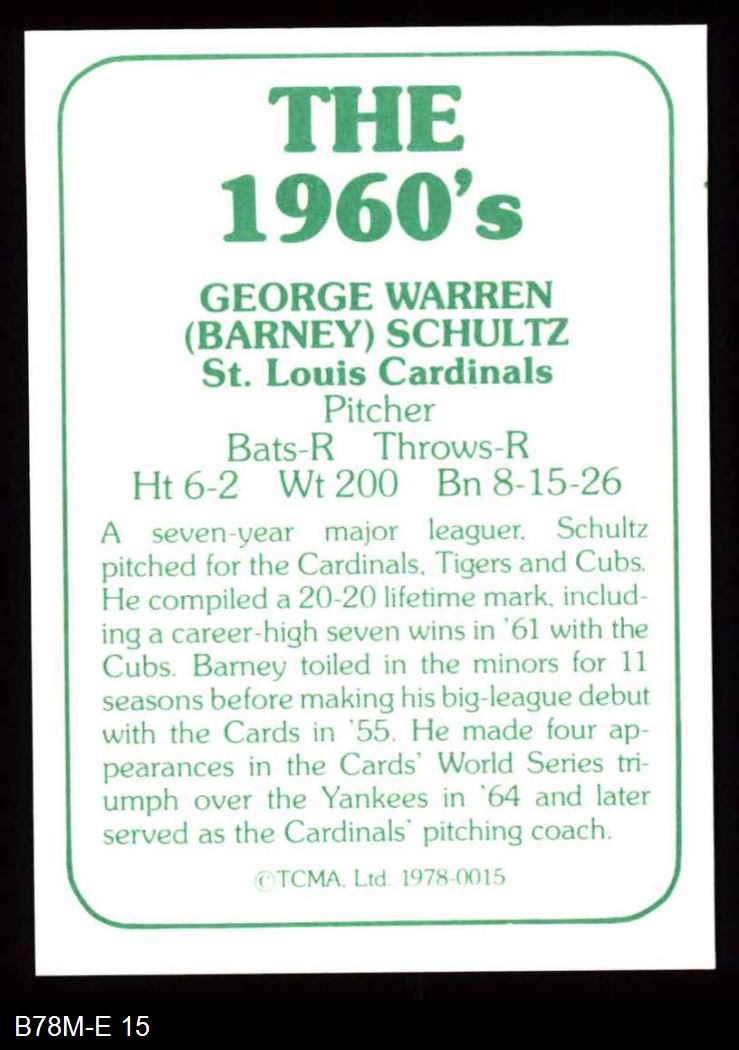 THE
1960's
GEORGE WARREN
(BARNEY) SCHULTZ
St. Louis Cardinals
Pitcher
Bats-R Throws-R
Ht 6-2 Wt 200 Bn 8-15-26
A seven-year major leaguer, Schultz
pitched for the Cardinals, Tigers and Cubs.
He compiled a 20-20 lifetime mark, includ-
ing a career-high seven wins in '61 with the
Cubs. Barney toiled in the minors for 11
seasons before making his big-league debut
with the Cards in '55. He made four ap-
pearances in the Cards' World Series tri-
umph over the Yankees in '64 and later
served as the Cardinals' pitching coach.
©TCMA, Ltd. 1978-0015
B78M-E 15